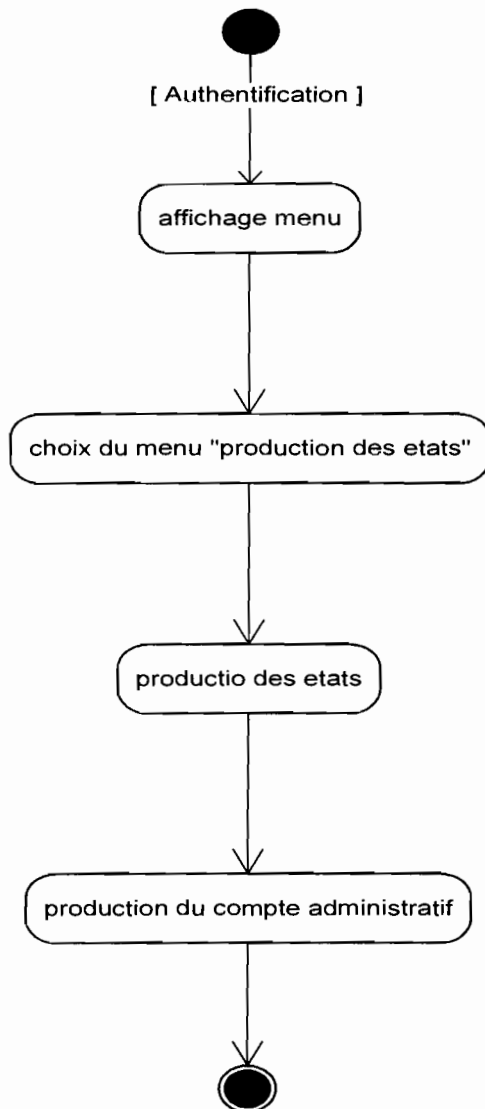 [ Authentification ]
affichage menu
choix du menu "production des etats"
productio des etats
production du compte administratif